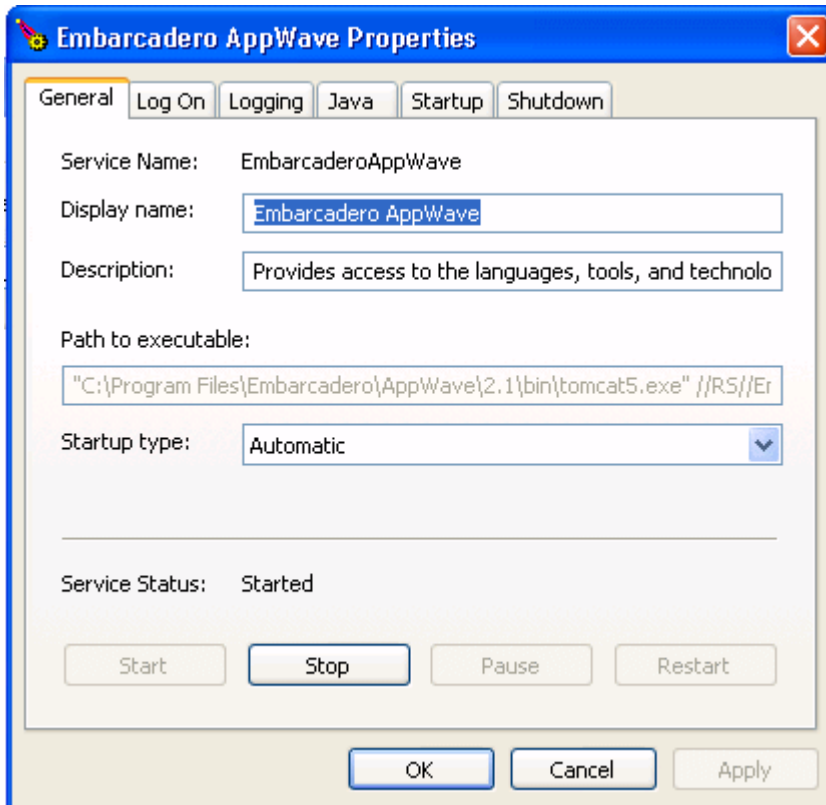 Embarcadero AppWave Properties
General Log On Logging Java Startup Shutdown
Service Name: EmbarcaderoAppWave
Display name: Embarcadero AppWave
Description: Provides access to the languages, tools, and technolo
Path to executable:
"C:\Program Files\Embarcadero\AppWave\2.1\bin\tomcat5.exe" //RS//Er
Startup type: Automatic
Service Status: Started
Start Stop Pause Restart
OK Cancel Apply